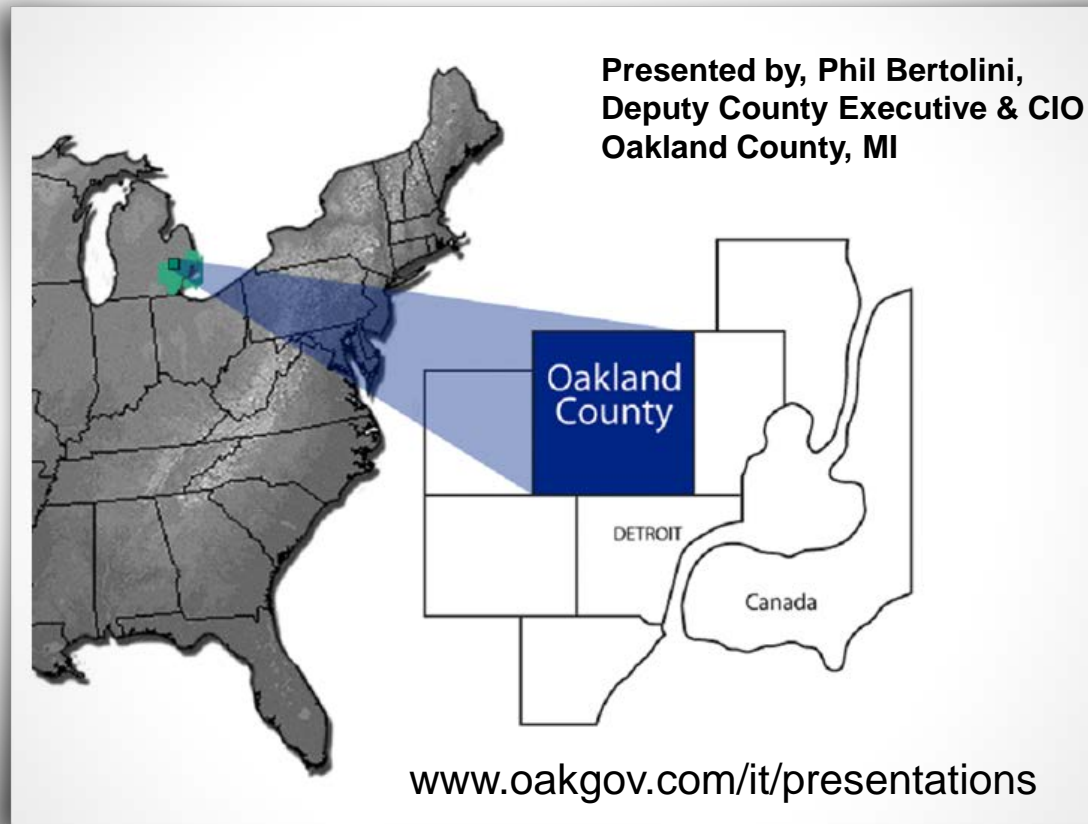 Presented by, Phil Bertolini,
Deputy County Executive & CIO
Oakland County, MI
Oakland
County
DETROIT
Canada
www.oakgov.com/it/presentations